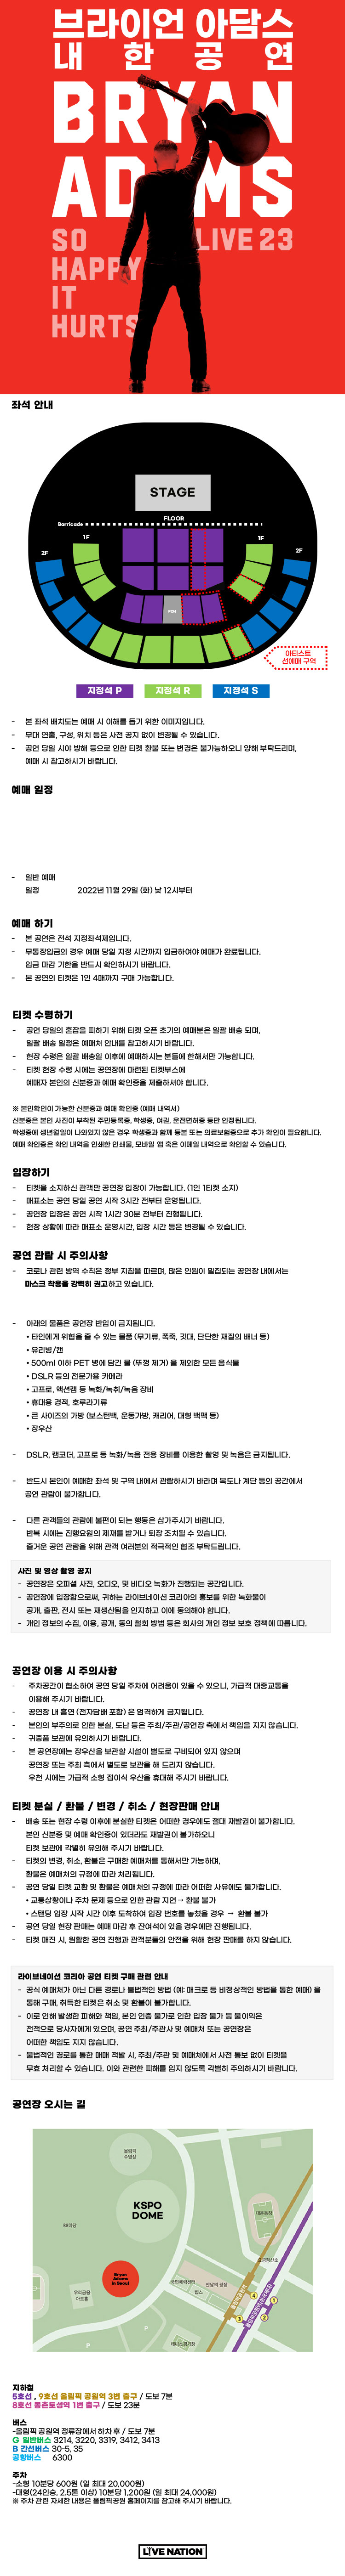 브라이언 아담스
내한공연
BRYAN
ADAMS
SO HAPPY IT HURTS
LIVE 23
좌석 안내
STAGE
FLOOR
Barricade
1F
1F
2F
2F
FOH
아티스트
선예매 구역
지정석 P
지정석 R
지정석 S
- 본 좌석 배치도는 예매 시 이해를 돕기 위한 이미지입니다.
- 무대 연출, 구성, 위치 등은 사전 공지 없이 변경될 수 있습니다.
- 공연 당일 시야 방해 등으로 인한 티켓 환불 또는 변경은 불가능하오니 양해 부탁드리며,
예매 시 참고하시기 바랍니다.
예매 일정
- 일반 예매
일정 2022년 11월 29일 (화) 낮 12시부터
예매 하기
- 본 공연은 전석 지정좌석제입니다.
- 무통장입금의 경우 예매 당일 지정 시간까지 입금하여야 예매가 완료됩니다.
입금 마감 기한을 반드시 확인하시기 바랍니다.
- 본 공연의 티켓은 1인 4매까지 구매 가능합니다.
티켓 수령하기
- 공연 당일의 혼잡을 피하기 위해 티켓 오픈 초기의 예매분은 일괄 배송 되며,
일괄 배송 일정은 예매처 안내를 참고하시기 바랍니다.
- 현장 수령은 일괄 배송일 이후에 예매하시는 분들에 한해서만 가능합니다.
- 티켓 현장 수령 시에는 공연장에 마련된 티켓부스에
예매자 본인의 신분증과 예매 확인증을 제출하셔야 합니다.
※ 본인확인이 가능한 신분증과 예매 확인증 (예매 내역서)
신분증은 본인 사진이 부착된 주민등록증, 학생증, 여권, 운전면허증 등만 인정됩니다.
학생증에 생년월일이 나와있지 않은 경우 학생증과 함께 등본 또는 의료보험증으로 추가 확인이 필요합니다.
예매 확인증은 확인 내역을 인쇄한 인쇄물, 모바일 앱 혹은 이메일 내역으로 확인할 수 있습니다.
입장하기
- 티켓을 소지하신 관객만 공연장 입장이 가능합니다. (1인 1티켓 소지)
- 매표소는 공연 당일 공연 시작 3시간 전부터 운영됩니다.
- 공연장 입장은 공연 시작 1시간 30분 전부터 진행됩니다.
- 현장 상황에 따라 매표소 운영시간, 입장 시간 등은 변경될 수 있습니다.
공연 관람 시 주의사항
- 코로나 관련 방역 수칙은 정부 지침을 따르며, 많은 인원이 밀집되는 공연장 내에서는
마스크 착용을 강력히 권고하고 있습니다.
- 아래의 물품은 공연장 반입이 금지됩니다.
• 타인에게 위협을 줄 수 있는 물품 (무기류, 폭죽, 깃대, 단단한 재질의 배너 등)
• 유리병/캔
• 500ml 이하 PET 병에 담긴 물 (뚜껑 제거) 을 제외한 모든 음식물
• DSLR 등의 전문가용 카메라
• 고프로, 액션캠 등 녹화/녹취/녹음 장비
• 휴대용 경적, 호루라기류
• 큰 사이즈의 가방 (보스턴백, 운동가방, 캐리어, 대형 백팩 등)
• 장우산
- DSLR, 캠코더, 고프로 등 녹화/녹음 전용 장비를 이용한 촬영 및 녹음은 금지됩니다.
- 반드시 본인이 예매한 좌석 및 구역 내에서 관람하시기 바라며 복도나 계단 등의 공간에서
공연 관람이 불가합니다.
- 다른 관객들의 관람에 불편이 되는 행동은 삼가주시기 바랍니다.
반복 시에는 진행요원의 제재를 받거나 퇴장 조치될 수 있습니다.
즐거운 공연 관람을 위해 관객 여러분의 적극적인 협조 부탁드립니다.
사진 및 영상 촬영 공지
- 공연장은 오피셜 사진, 오디오, 및 비디오 녹화가 진행되는 공간입니다.
- 공연장에 입장함으로써, 귀하는 라이브네이션 코리아의 홍보를 위한 녹화물이
공개, 출판, 전시 또는 재생산됨을 인지하고 이에 동의해야 합니다.
- 개인 정보의 수집, 이용, 공개, 동의 철회 방법 등은 회사의 개인 정보 보호 정책에 따릅니다.
공연장 이용 시 주의사항
- 주차공간이 협소하여 공연 당일 주차에 어려움이 있을 수 있으니, 가급적 대중교통을
이용해 주시기 바랍니다.
- 공연장 내 흡연 (전자담배 포함) 은 엄격하게 금지됩니다.
- 본인의 부주의로 인한 분실, 도난 등은 주최/주관/공연장 측에서 책임을 지지 않습니다.
- 귀중품 보관에 유의하시기 바랍니다.
- 본 공연장에는 장우산을 보관할 시설이 별도로 구비되어 있지 않으며
공연장 또는 주최 측에서 별도로 보관을 해 드리지 않습니다.
우천 시에는 가급적 소형 접이식 우산을 휴대해 주시기 바랍니다.
티켓 분실 / 환불 / 변경 / 취소 / 현장판매 안내
- 배송 또는 현장 수령 이후에 분실한 티켓은 어떠한 경우에도 절대 재발권이 불가합니다.
본인 신분증 및 예매 확인증이 있더라도 재발권이 불가하오니
티켓 보관에 각별히 유의해 주시기 바랍니다.
- 티켓의 변경, 취소, 환불은 구매한 예매처를 통해서만 가능하며,
환불은 예매처의 규정에 따라 처리됩니다.
- 공연 당일 티켓 교환 및 환불은 예매처의 규정에 따라 어떠한 사유에도 불가합니다.
• 교통상황이나 주차 문제 등으로 인한 관람 지연 → 환불 불가
• 스탠딩 입장 시작 시간 이후 도착하여 입장 번호를 놓쳤을 경우 → 환불 불가
- 공연 당일 현장 판매는 예매 마감 후 잔여석이 있을 경우에만 진행됩니다.
- 티켓 매진 시, 원활한 공연 진행과 관객분들의 안전을 위해 현장 판매를 하지 않습니다.
라이브네이션 코리아 공연 티켓 구매 관련 안내
- 공식 예매처가 아닌 다른 경로나 불법적인 방법 (예: 매크로 등 비정상적인 방법을 통한 예매) 을
통해 구매, 취득한 티켓은 취소 및 환불이 불가합니다.
- 이로 인해 발생한 피해와 책임, 본인 인증 불가로 인한 입장 불가 등 불이익은
전적으로 당사자에게 있으며, 공연 주최/주관사 및 예매처 또는 공연장은
어떠한 책임도 지지 않습니다.
- 불법적인 경로를 통한 매매 적발 시, 주최/주관 및 예매처에서 사전 통보 없이 티켓을
무효 처리할 수 있습니다. 이와 관련한 피해를 입지 않도록 각별히 주의하시기 바랍니다.
공연장 오시는 길
올림픽
수영장
KSPO
DOME
88마당
Bryan
Adams
in Seoul
우리금융
아트홀
만남의 광장
테니스경기장
P
P
4
3
1
2
지하철
5호선 , 9호선 올림픽 공원역 3번 출구 / 도보 7분
8호선 몽촌토성역 1번 출구 / 도보 23분
버스
-올림픽 공원역 정류장에서 하차 후 / 도보 7분
G 일반버스 3214, 3220, 3319, 3412, 3413
B 간선버스 30-5, 35
공항버스 6300
주차
-소형 10분당 600원 (일 최대 20,000원)
-대형(24인승, 2.5톤 이상) 10분당 1,200원 (일 최대 24,000원)
※ 주차 관련 자세한 내용은 올림픽공원 홈페이지를 참고해 주시기 바랍니다.
LIVE NATION